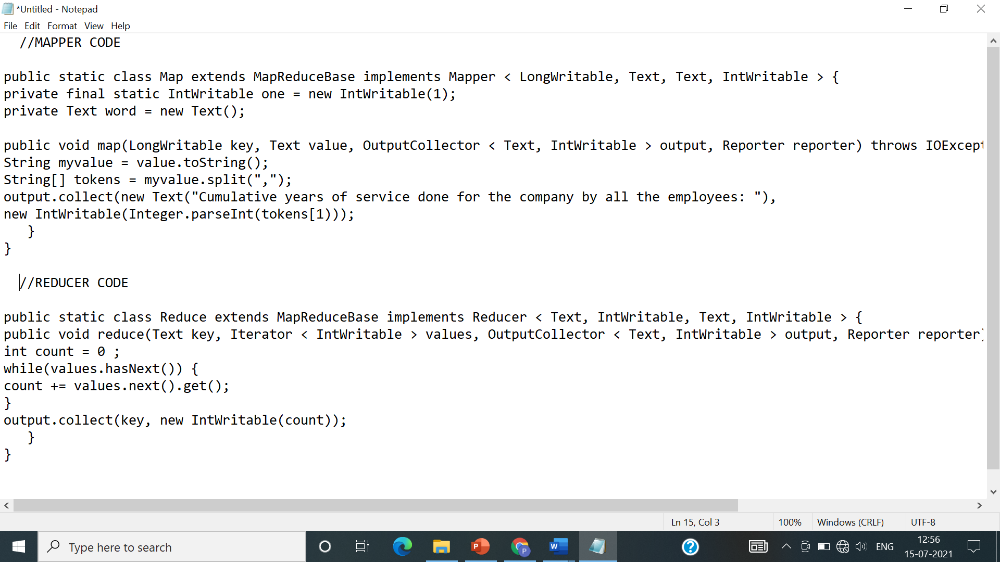 *Untitled - Notepad
File Edit Format View Help
//MAPPER CODE
public static class Map extends MapReduceBase implements Mapper < LongWritable, Text, Text, IntWritable > {
private final static IntWritable one = new IntWritable(1);
private Text word = new Text();
public void map(LongWritable key, Text value, OutputCollector < Text, IntWritable > output, Reporter reporter) throws IOExcept
String myvalue = value.toString();
String[] tokens = myvalue.split(",");
output.collect(new Text("Cumulative years of service done for the company by all the employees: "),
new IntWritable(Integer.parseInt(tokens[1])));
}
}
//REDUCER CODE
public static class Reduce extends MapReduceBase implements Reducer < Text, IntWritable, Text, IntWritable > {
public void reduce(Text key, Iterator < IntWritable > values, OutputCollector < Text, IntWritable > output, Reporter reporter)
int count = 0 ;
while(values.hasNext()) {
count += values.next().get();
}
output.collect(key, new IntWritable(count));
}
}
Ln 15, Col 3 100% Windows (CRLF) UTF-8
Type here to search
ENG
12:56
15-07-2021